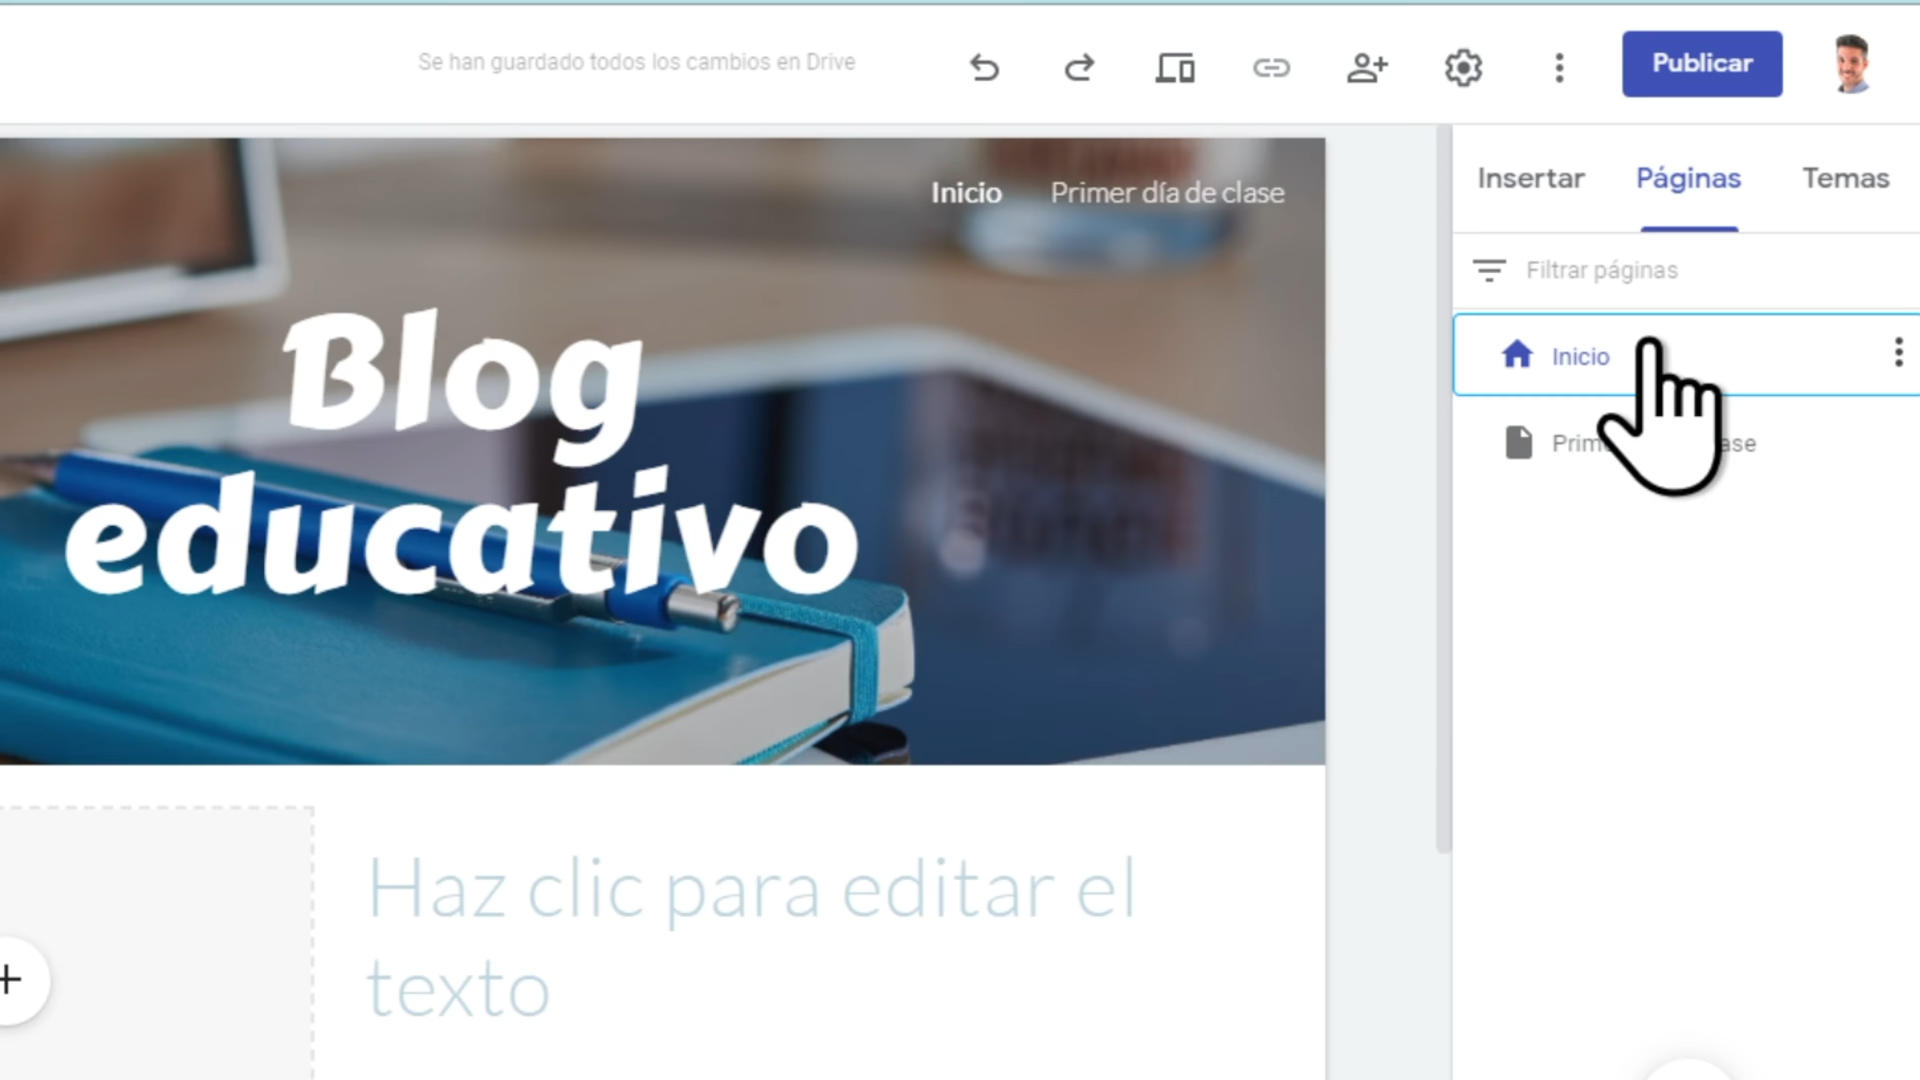 Se han guardado todos los cambios en Drive
Publicar
Insertar Páginas Temas
Inicio Primer día de clase
Filtrar páginas
Blog
educativo
Inicio
Haz clic para editar el
texto